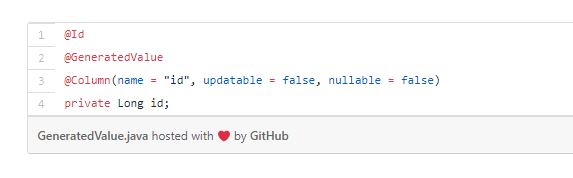 1 @Id
2 @GeneratedValue
3 @Column(name = "id", updatable = false, nullable = false)
4 private Long id;
GeneratedValue.java hosted with ❤ by GitHub